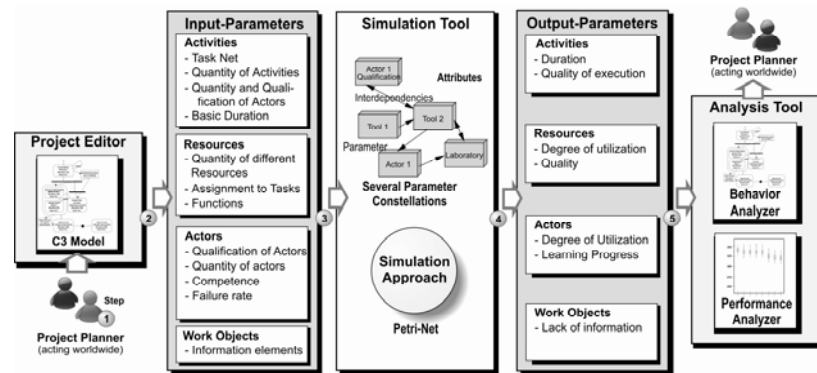 Project Editor
C3 Model
Step
1
Project Planner
(acting worldwide)
2
Input-Parameters
Activities
- Task Net
- Quantity of Activities
- Quantity and Quali-
fication of Actors
- Basic Duration
Resources
- Quantity of different
Resources
- Assignment to Tasks
- Functions
Actors
- Qualification of Actors
- Quantity of actors
- Competence
- Failure rate
Work Objects
- Information elements
3
Simulation Tool
Actor 1
Qualification
Attributes
Interdependencies
Tool 1
Tool 2
Parameter
Actor 1
Laboratory
Several Parameter
Constellations
Simulation
Approach
Petri-Net
4
Output-Parameters
Activities
- Duration
- Quality of execution
Resources
- Degree of utilization
- Quality
Actors
- Degree of Utilization
- Learning Progress
Work Objects
- Lack of information
5
Project Planner
(acting worldwide)
Analysis Tool
Behavior
Analyzer
Performance
Analyzer